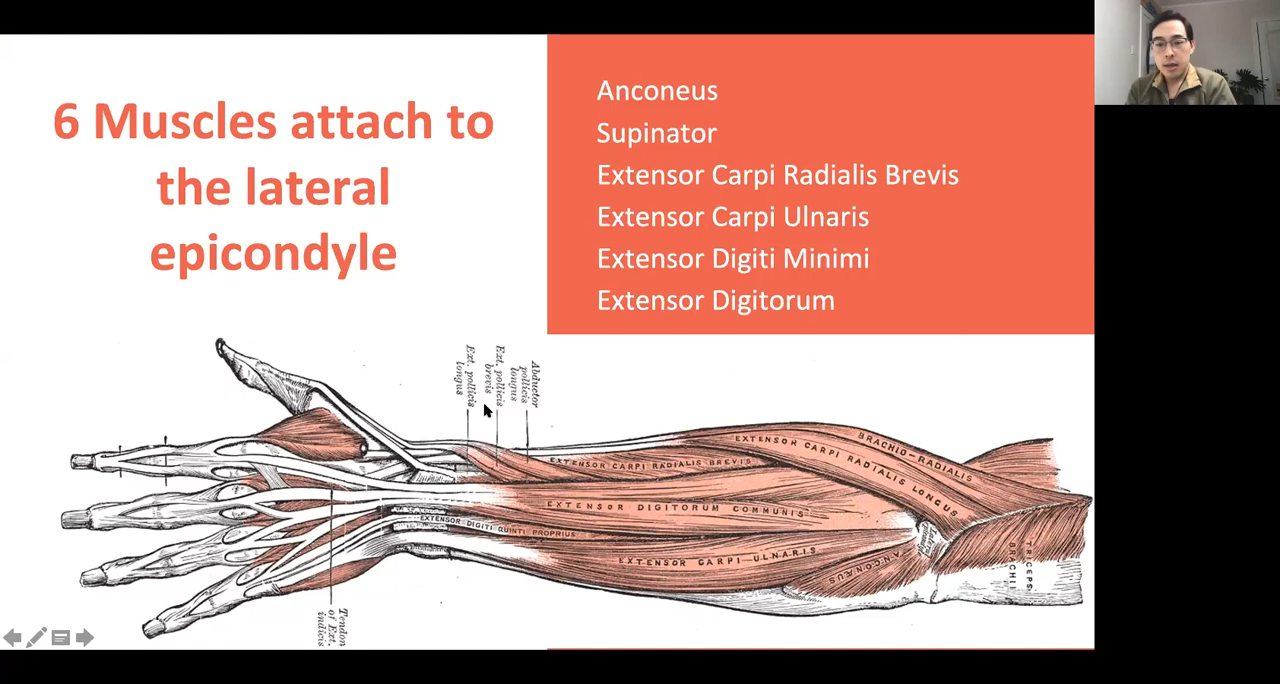 6 Muscles attach to
the lateral
epicondyle
Anconeus
Supinator
Extensor Carpi Radialis Brevis
Extensor Carpi Ulnaris
Extensor Digiti Minimi
Extensor Digitorum
Ext. pollicis
longus
Ext. pollicis
brevis
Abductor
pollicis
longus
BRACHIO-RADIALIS
EXTENSOR CARPI RADIALIS LONGUS
EXTENSOR CARPI RADIALIS BREVIS
EXTENSOR DIGITORUM COMMUNIS
EXTENSOR DIGITI QUINTI PROPRIUS
EXTENSOR CARPI ULNARIS
ANCONÆUS
TRICEPS
BRACHII
Tendon
of Ext.
indicis